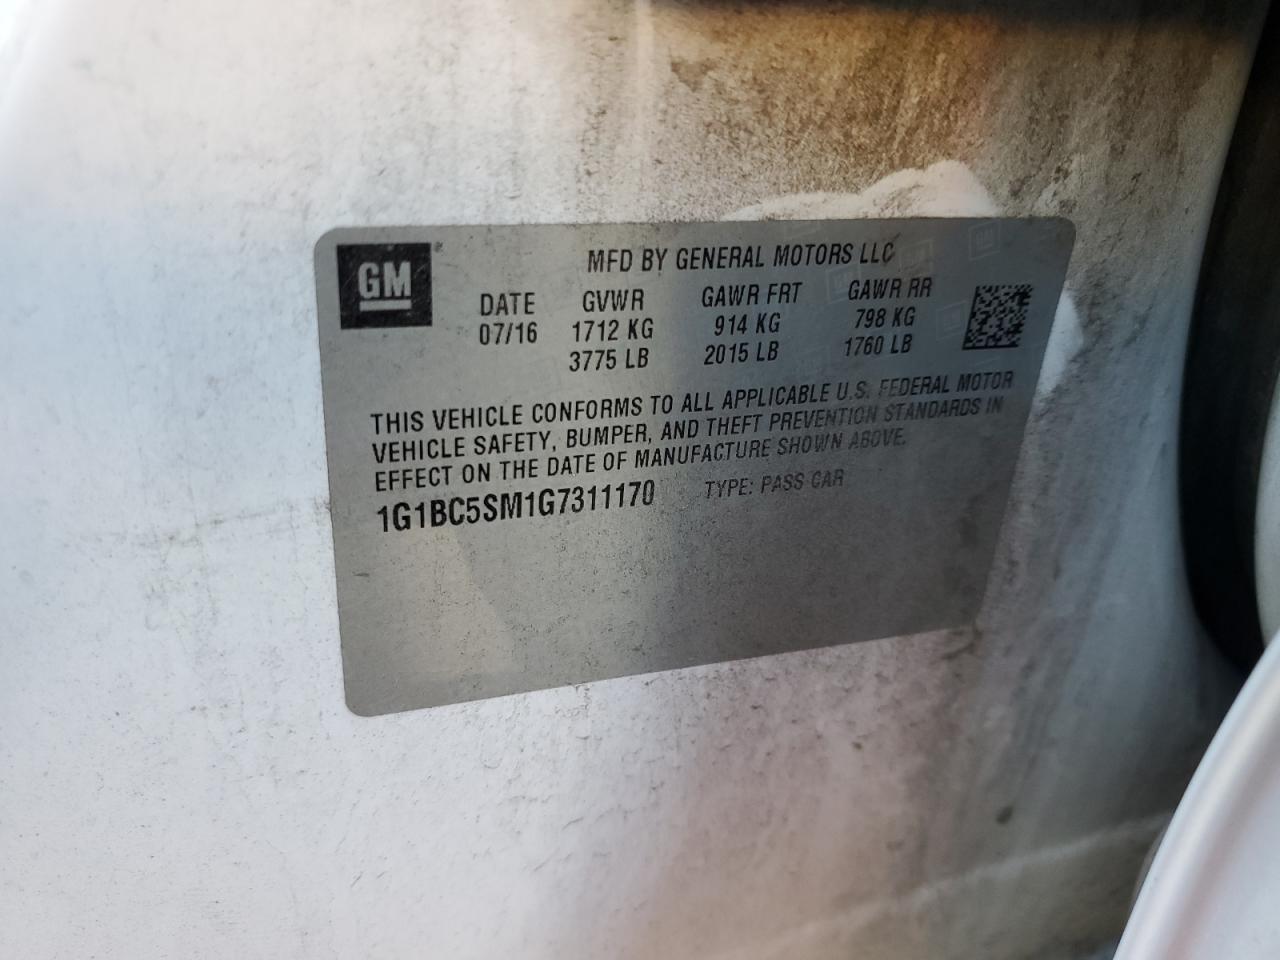 GM®
MFD BY GENERAL MOTORS LLC
DATE GVWR GAWR FRT GAWR RR
07/16 1712 KG 914 KG 798 KG
3775 LB 2015 LB 1760 LB
THIS VEHICLE CONFORMS TO ALL APPLICABLE U.S. FEDERAL MOTOR
VEHICLE SAFETY, BUMPER, AND THEFT PREVENTION STANDARDS IN
EFFECT ON THE DATE OF MANUFACTURE SHOWN ABOVE.
1G1BC5SM1G7311170 TYPE: PASS CAR